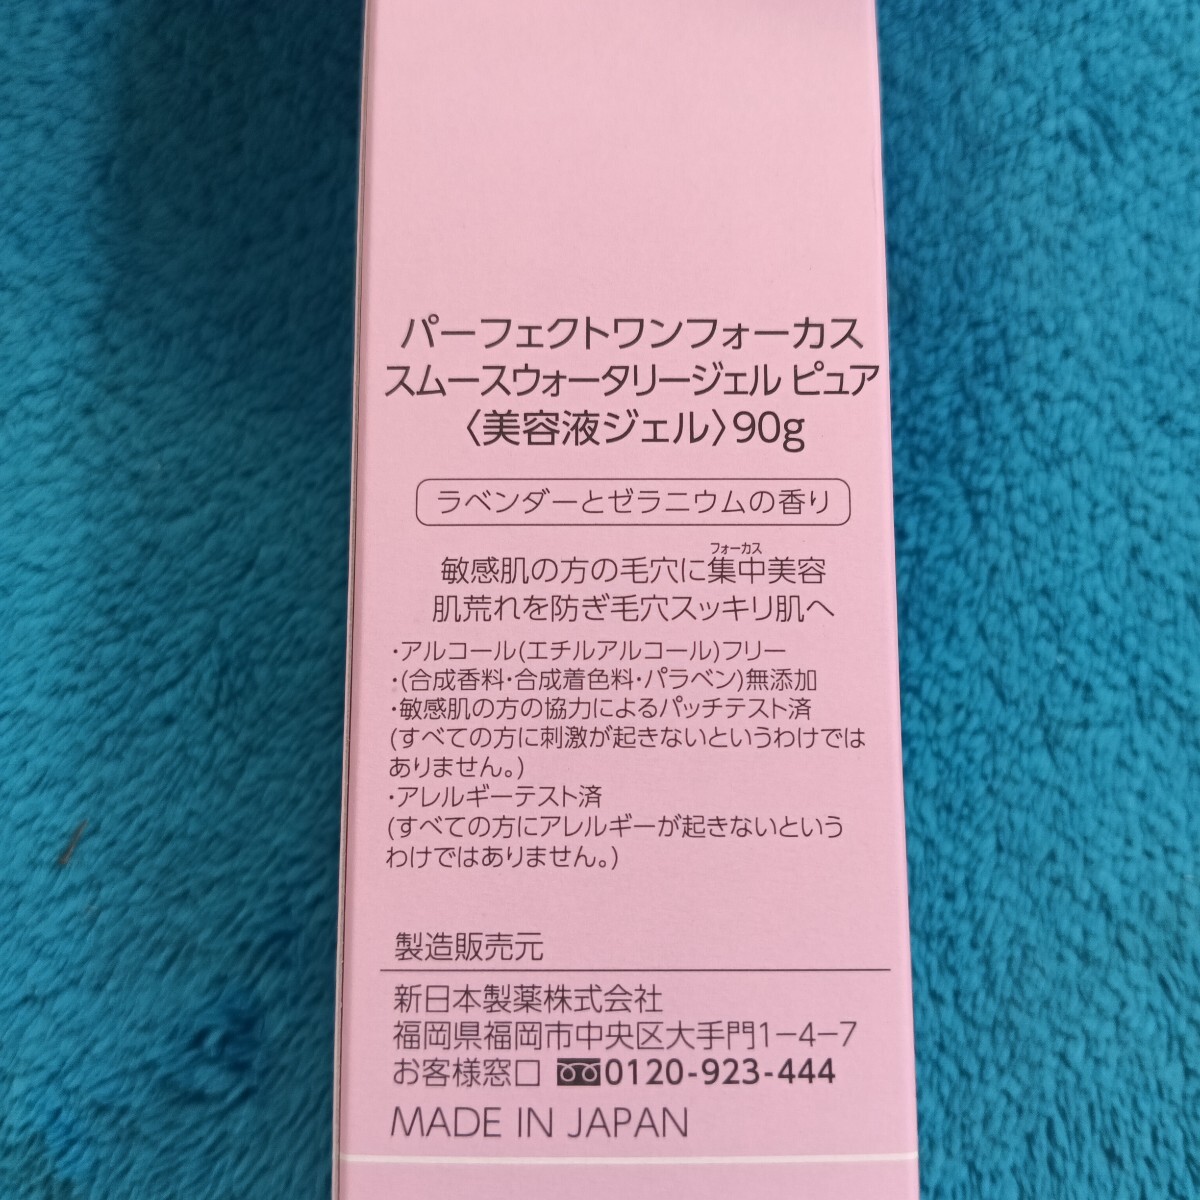 パーフェクトワンフォーカス
スムースウォータリージェル ピュア
〈美容液ジェル〉90g
ラベンダーとゼラニウムの香り
フォーカス
敏感肌の方の毛穴に集中美容
肌荒れを防ぎ毛穴スッキリ肌へ
・アルコール(エチルアルコール)フリー
・(合成香料・合成着色料・パラベン)無添加
・敏感肌の方の協力によるパッチテスト済
(すべての方に刺激が起きないというわけでは
ありません。)
・アレルギーテスト済
(すべての方にアレルギーが起きないという
わけではありません。)
製造販売元
新日本製薬株式会社
福岡県福岡市中央区大手門1-4-7
お客様窓口 0120-923-444
MADE IN JAPAN